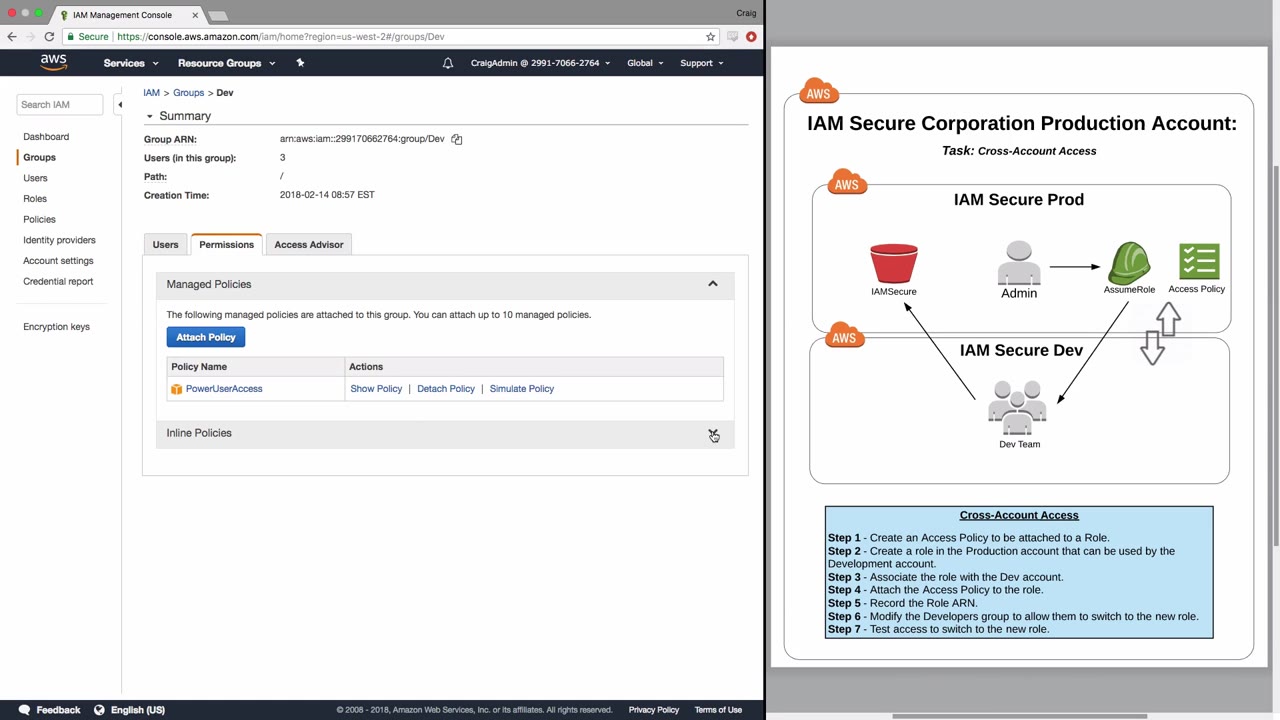 IAM Management Console
Craig
Secure | https://console.aws.amazon.com/iam/home?region=us-west-2#/groups/Dev
aws
Services
Resource Groups
CraigAdmin @ 2991-7066-2764
Global
Support
Search IAM
Dashboard
Groups
Users
Roles
Policies
Identity providers
Account settings
Credential report
Encryption keys
IAM > Groups > Dev
Summary
Group ARN: arn:aws:iam::299170662764:group/Dev
Users (in this group): 3
Path: /
Creation Time: 2018-02-14 08:57 EST
Users
Permissions
Access Advisor
Managed Policies
The following managed policies are attached to this group. You can attach up to 10 managed policies.
Attach Policy
Policy Name Actions
PowerUserAccess Show Policy | Detach Policy | Simulate Policy
Inline Policies
Feedback
English (US)
© 2008 - 2018, Amazon Web Services, Inc. or its affiliates. All rights reserved.
Privacy Policy
Terms of Use
AWS
IAM Secure Corporation Production Account:
Task: Cross-Account Access
AWS
IAM Secure Prod
IAMSecure
Admin
AssumeRole
Access Policy
AWS
IAM Secure Dev
Dev Team
Cross-Account Access
Step 1 - Create an Access Policy to be attached to a Role.
Step 2 - Create a role in the Production account that can be used by the
Development account.
Step 3 - Associate the role with the Dev account.
Step 4 - Attach the Access Policy to the role.
Step 5 - Record the Role ARN.
Step 6 - Modify the Developers group to allow them to switch to the new role.
Step 7 - Test access to switch to the new role.